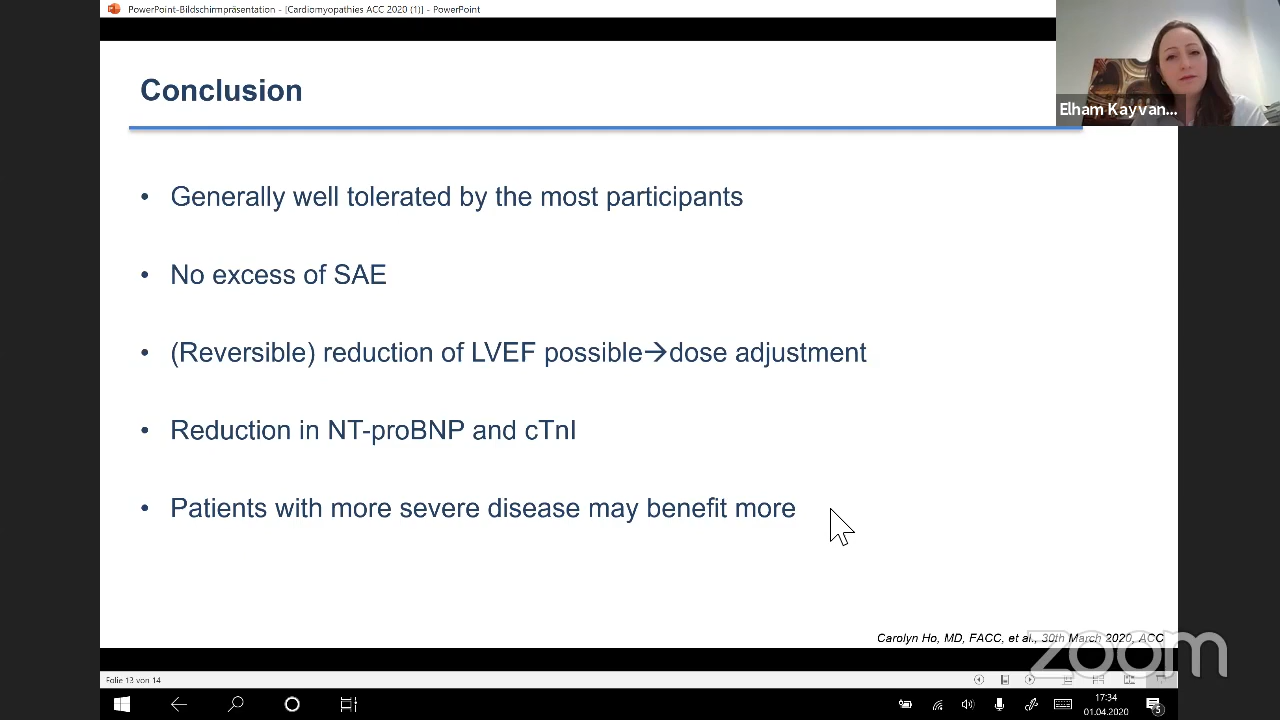 PowerPoint-Bildschirmpräsentation - [Cardiomyopathies ACC 2020 (1)] - PowerPoint
Elham Kayvan...
Conclusion
• Generally well tolerated by the most participants
• No excess of SAE
• (Reversible) reduction of LVEF possible→dose adjustment
• Reduction in NT-proBNP and cTnI
• Patients with more severe disease may benefit more
Carolyn Ho, MD, FACC, et al., 30th March 2020, ACC
zoom
Folie 13 von 14
17:34
01.04.2020
5